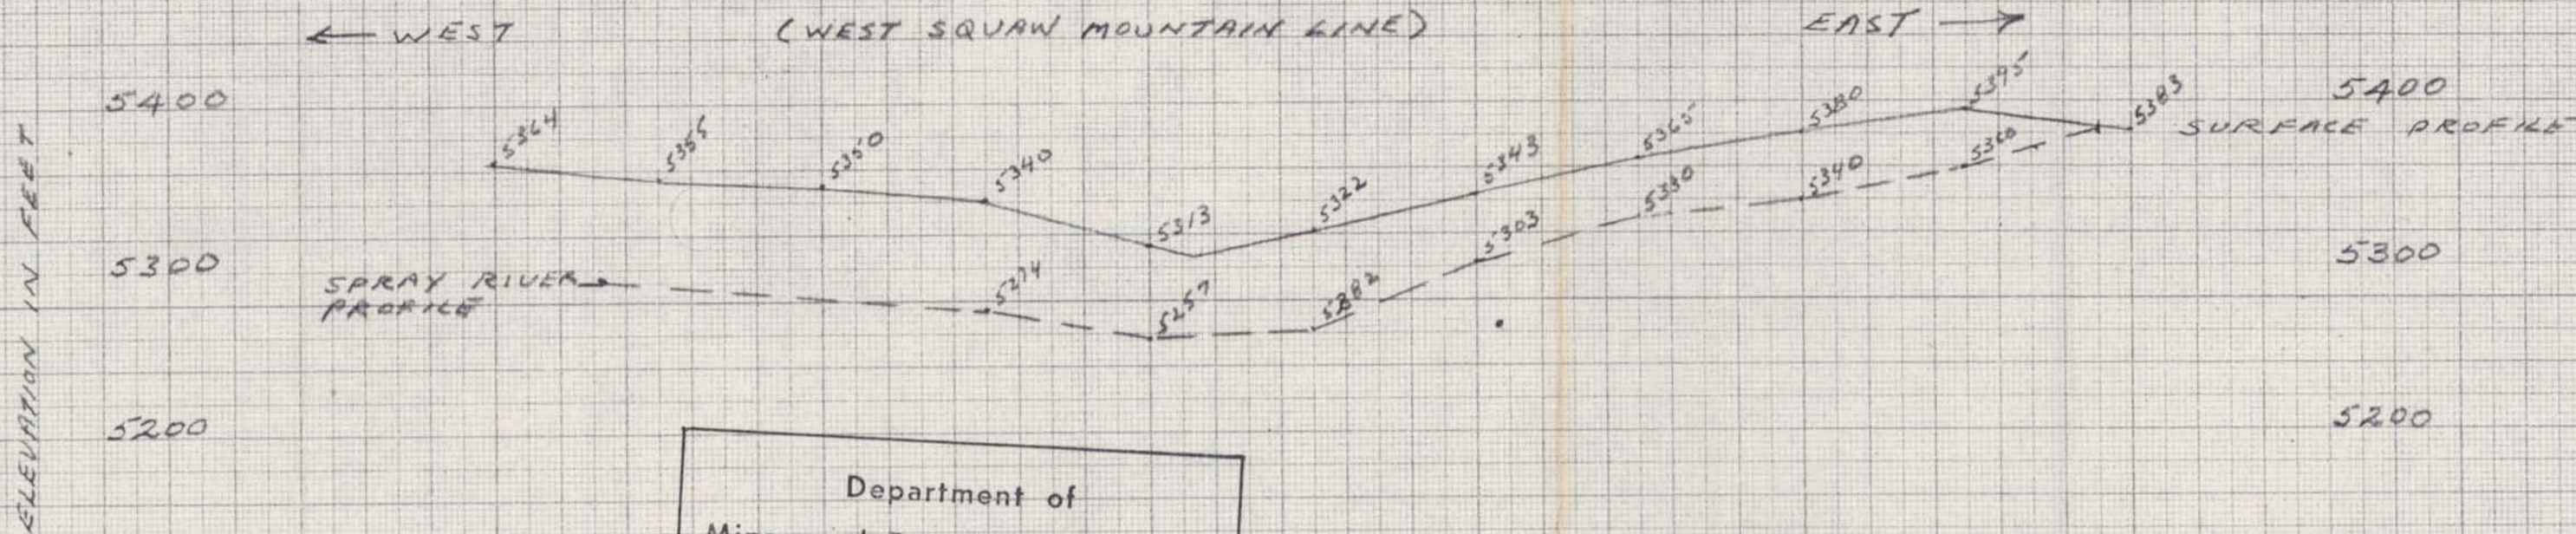 ← WEST (WEST SQUAW MOUNTAIN LINE) EAST →
ELEVATION IN FEET
5400 5400
5364 5355 5350 5340 5313 5322 5343 5365 5380 5395 5383 SURFACE PROFILE
5300 5300
SPRAY RIVER
PROFILE
5274 5257 5303 5330 5340 5360
5200 5200
Department of